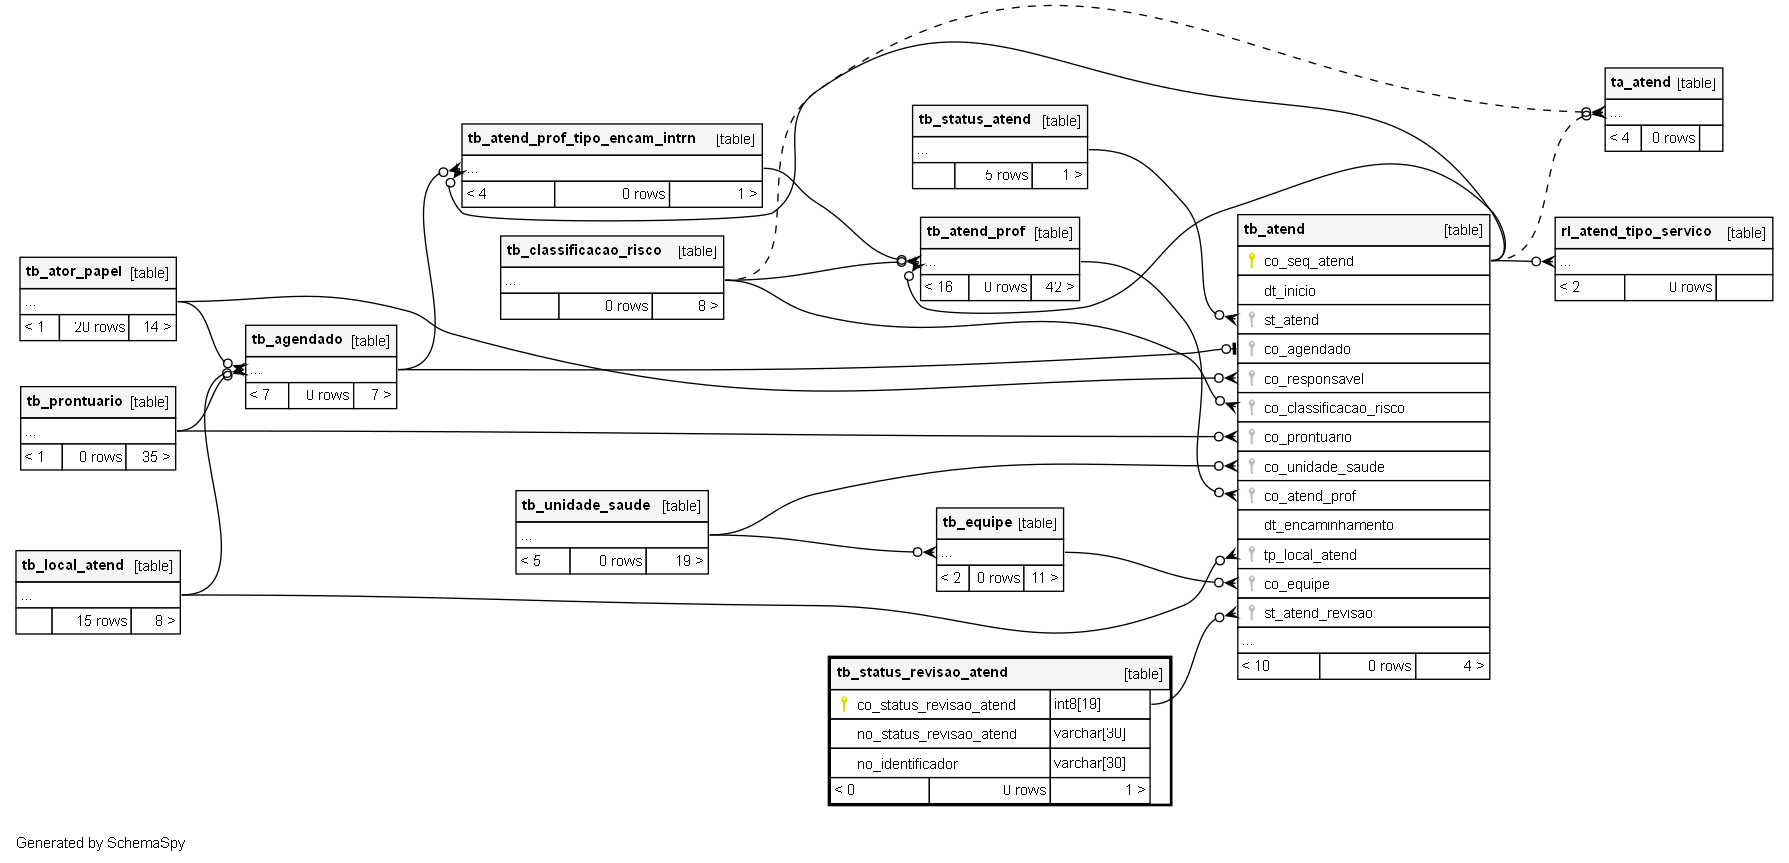 ta_atend [table]
...
< 4 0 rows
tb_status_atend [table]
...
5 rows 1 >
tb_atend_prof_tipo_encam_intrn [table]
...
< 4 0 rows 1 >
tb_classificacao_risco [table]
...
0 rows 8 >
tb_atend_prof [table]
...
< 16 0 rows 42 >
rl_atend_tipo_servico [table]
...
< 2 0 rows
tb_ator_papel [table]
...
< 1 20 rows 14 >
tb_agendado [table]
...
< 7 0 rows 7 >
tb_prontuario [table]
...
< 1 0 rows 35 >
tb_local_atend [table]
...
15 rows 8 >
tb_unidade_saude [table]
...
< 5 0 rows 19 >
tb_equipe [table]
...
< 2 0 rows 11 >
tb_atend [table]
co_seq_atend
dt_inicio
st_atend
co_agendado
co_responsavel
co_classificacao_risco
co_prontuario
co_unidade_saude
co_atend_prof
dt_encaminhamento
tp_local_atend
co_equipe
st_atend_revisao
...
< 10 0 rows 4 >
tb_status_revisao_atend [table]
co_status_revisao_atend int8[19]
no_status_revisao_atend varchar[30]
no_identificador varchar[30]
< 0 0 rows 1 >
Generated by SchemaSpy